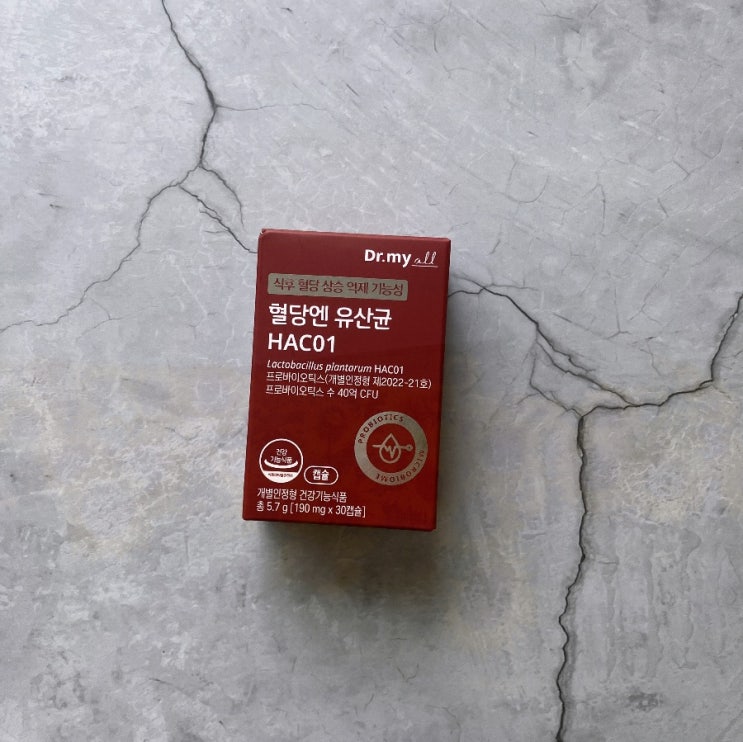 Dr.my all
식후 혈당 상승 억제 기능성
혈당엔 유산균
HAC01
Lactobacillus plantarum HAC01
프로바이오틱스(개별인정형 제2022-21호)
프로바이오틱스 수 40억 CFU
PROBIOTICS
MICROBIOME
건강
기능식품
캡슐
개별인정형 건강기능식품
총 5.7 g [190 mg x 30캡슐]